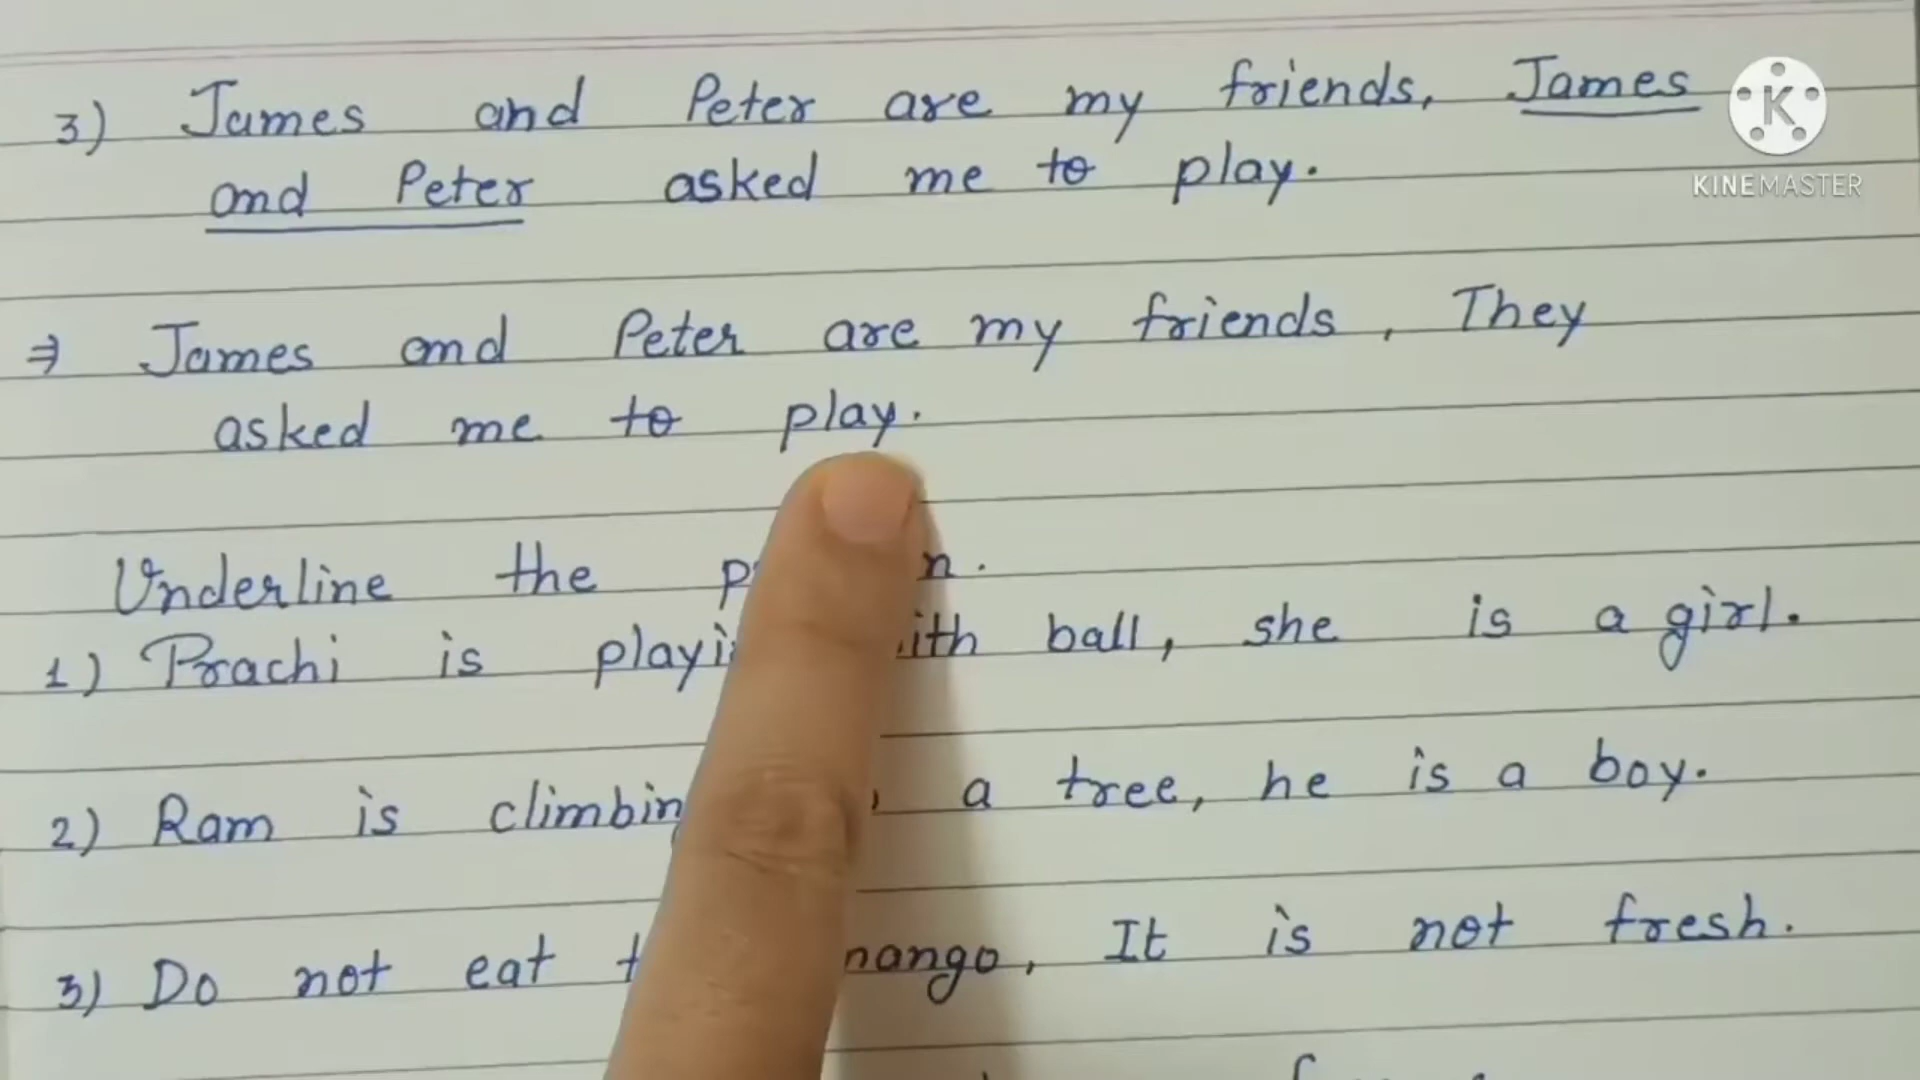 3) James and Peter are my friends, James
and Peter asked me to play.
⇒ James and Peter are my friends, They
asked me to play.
Underline the
1) Prachi is ball, she is a girl.
2) Ram is a tree, he is a boy.
3) Do not eat It is not fresh.
KINEMASTER